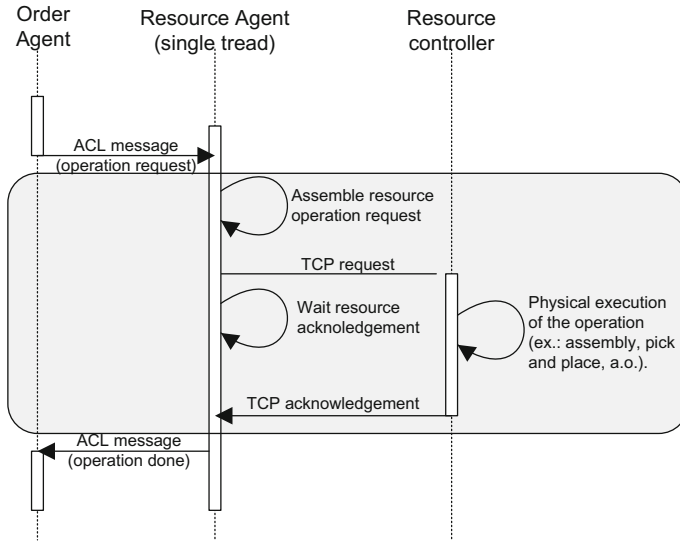 Order
Agent
Resource Agent
(single tread)
Resource
controller
ACL message
(operation request)
Assemble resource
operation request
TCP request
Wait resource
acknoledgement
Physical execution
of the operation
(ex.: assembly, pick
and place, a.o.).
TCP acknowledgement
ACL message
(operation done)